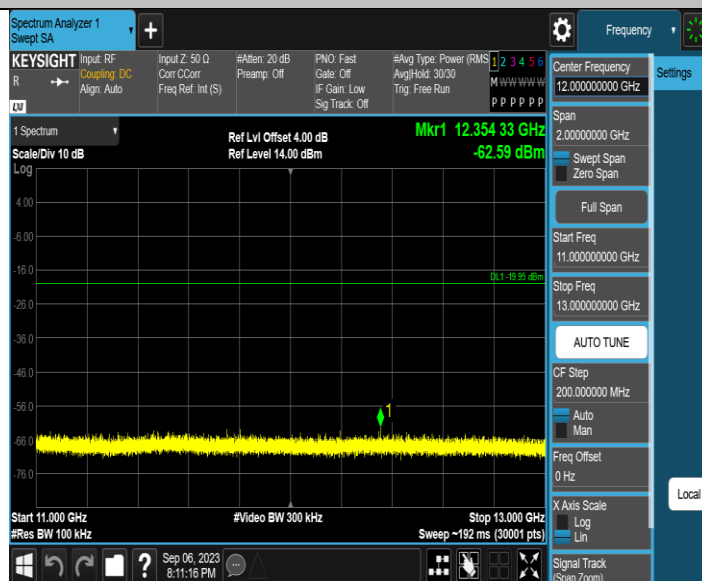 Spectrum Analyzer 1
Swept SA
Frequency
KEYSIGHT
R
LXI
Input: RF
Coupling: DC
Align: Auto
Input Z: 50 Ω
Corr CCorr
Freq Ref: Int (S)
#Atten: 20 dB
Preamp: Off
PNO: Fast
Gate: Off
IF Gain: Low
Sig Track: Off
#Avg Type: Power (RMS
Avg|Hold: 30/30
Trig: Free Run
1 2 3 4 5 6
M W W W W W
P P P P P P
Settings
1 Spectrum
Scale/Div 10 dB
Log
Ref Lvl Offset 4.00 dB
Ref Level 14.00 dBm
Mkr1 12.354 33 GHz
-62.59 dBm
4.00
-6.00
-16.0
-26.0
-36.0
-46.0
-56.0
-66.0
-76.0
DL1 -19.95 dBm
1
Start 11.000 GHz
#Res BW 100 kHz
#Video BW 300 kHz
Stop 13.000 GHz
Sweep ~192 ms (30001 pts)
Center Frequency
12.000000000 GHz
Span
2.00000000 GHz
Swept Span
Zero Span
Full Span
Start Freq
11.000000000 GHz
Stop Freq
13.000000000 GHz
AUTO TUNE
CF Step
200.000000 MHz
Auto
Man
Freq Offset
0 Hz
X Axis Scale
Log
Lin
Signal Track
(Span Zoom)
Local
?
Sep 06, 2023
8:11:16 PM